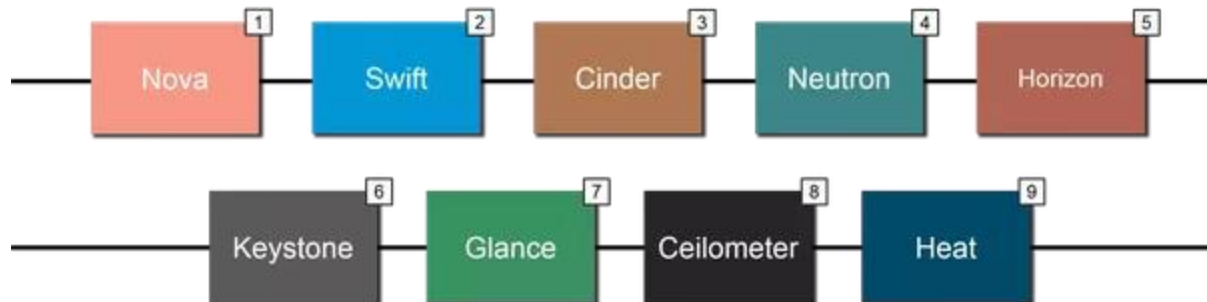 1 2 3 4 5
Nova Swift Cinder Neutron Horizon
6 7 8 9
Keystone Glance Ceilometer Heat